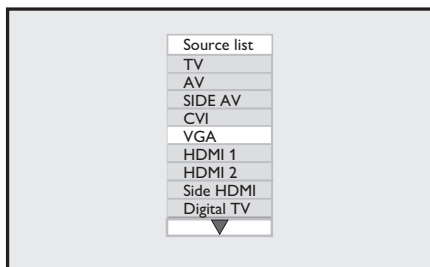 Source list
TV
AV
SIDE AV
CVI
VGA
HDMI 1
HDMI 2
Side HDMI
Digital TV